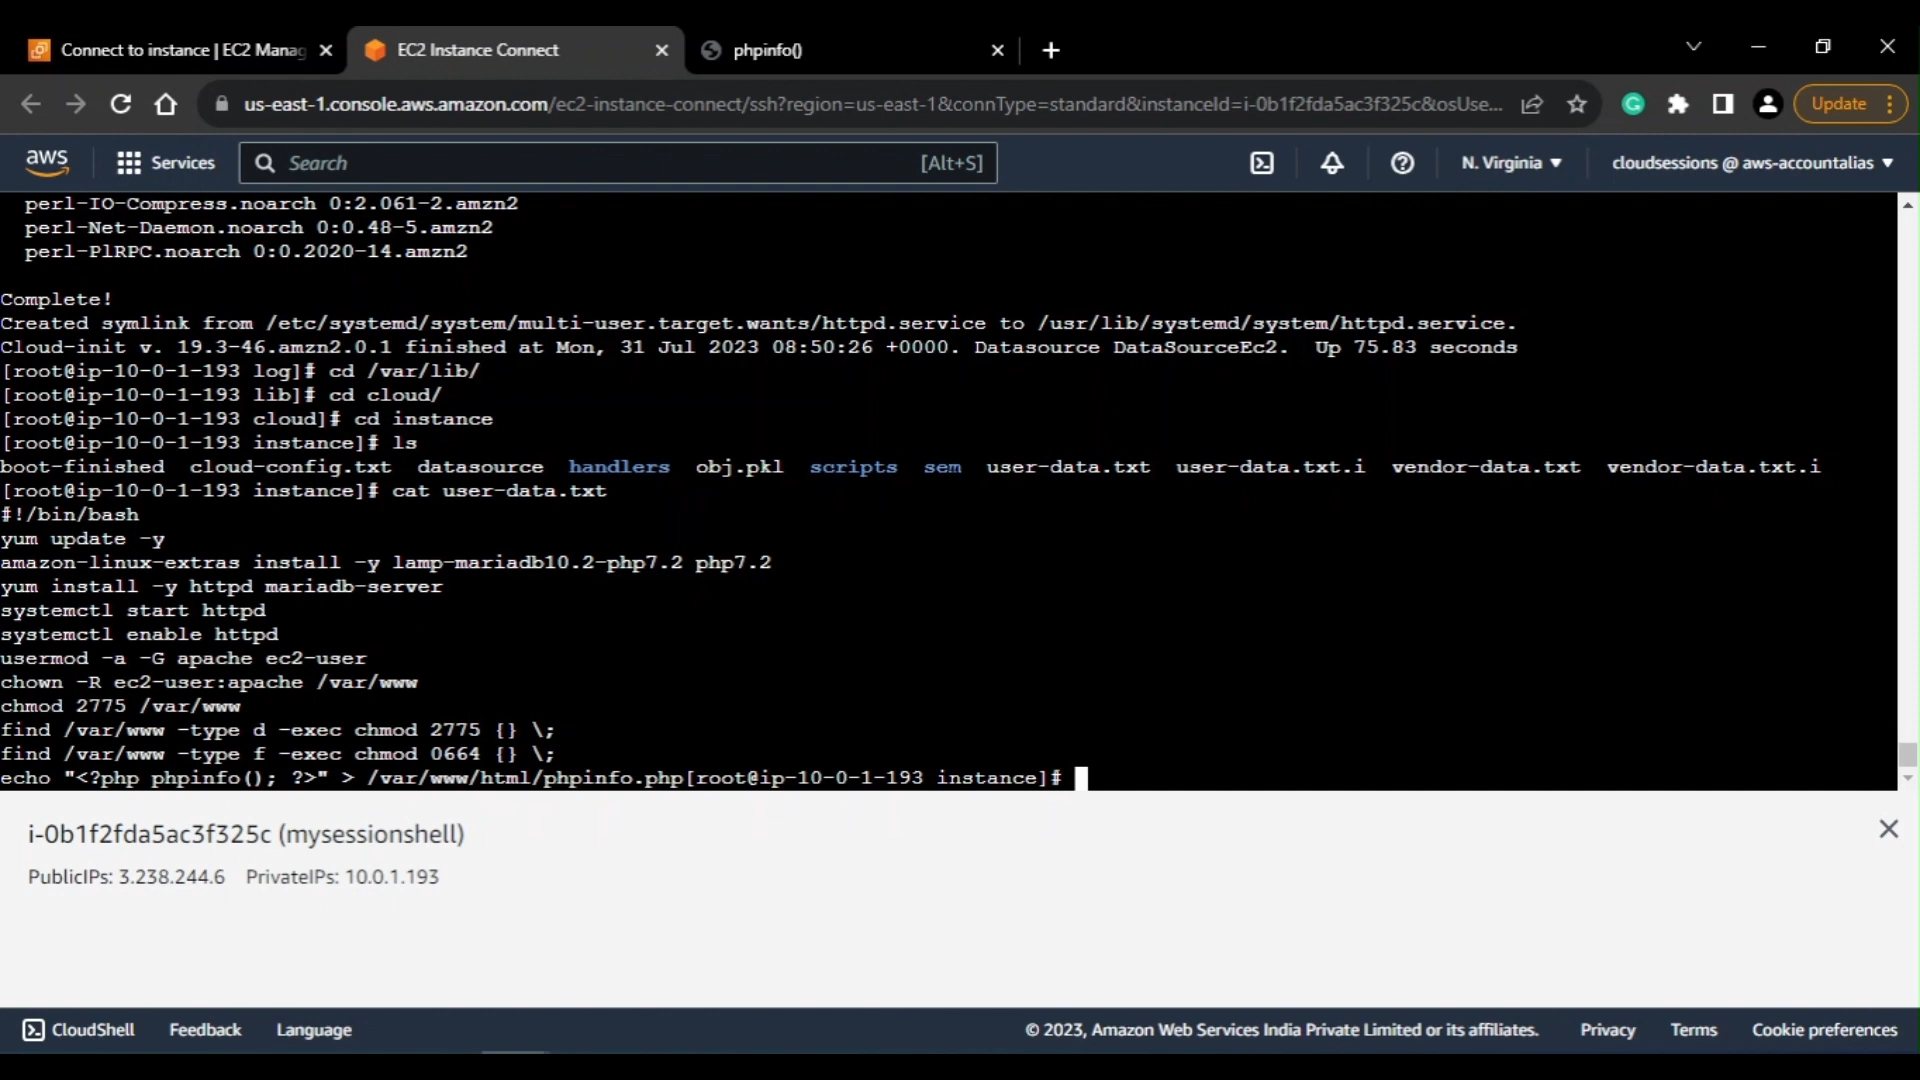 Connect to instance | EC2 Manag
EC2 Instance Connect
phpinfo()
us-east-1.console.aws.amazon.com/ec2-instance-connect/ssh?region=us-east-1&connType=standard&instanceId=i-0b1f2fda5ac3f325c&osUse...
Update
aws
Services
Search
[Alt+S]
N. Virginia
cloudsessions @ aws-accountalias
perl-IO-Compress.noarch 0:2.061-2.amzn2
perl-Net-Daemon.noarch 0:0.48-5.amzn2
perl-PlRPC.noarch 0:0.2020-14.amzn2
Complete!
Created symlink from /etc/systemd/system/multi-user.target.wants/httpd.service to /usr/lib/systemd/system/httpd.service.
Cloud-init v. 19.3-46.amzn2.0.1 finished at Mon, 31 Jul 2023 08:50:26 +0000. Datasource DataSourceEc2.  Up 75.83 seconds
[root@ip-10-0-1-193 log]# cd /var/lib/
[root@ip-10-0-1-193 lib]# cd cloud/
[root@ip-10-0-1-193 cloud]# cd instance
[root@ip-10-0-1-193 instance]# ls
boot-finished  cloud-config.txt  datasource  handlers  obj.pkl  scripts  sem  user-data.txt  user-data.txt.i  vendor-data.txt  vendor-data.txt.i
[root@ip-10-0-1-193 instance]# cat user-data.txt
#!/bin/bash
yum update -y
amazon-linux-extras install -y lamp-mariadb10.2-php7.2 php7.2
yum install -y httpd mariadb-server
systemctl start httpd
systemctl enable httpd
usermod -a -G apache ec2-user
chown -R ec2-user:apache /var/www
chmod 2775 /var/www
find /var/www -type d -exec chmod 2775 {} \;
find /var/www -type f -exec chmod 0664 {} \;
echo "<?php phpinfo(); ?>" > /var/www/html/phpinfo.php[root@ip-10-0-1-193 instance]#
i-0b1f2fda5ac3f325c (mysessionshell)
PublicIPs: 3.238.244.6 PrivateIPs: 10.0.1.193
CloudShell
Feedback
Language
© 2023, Amazon Web Services India Private Limited or its affiliates.
Privacy
Terms
Cookie preferences